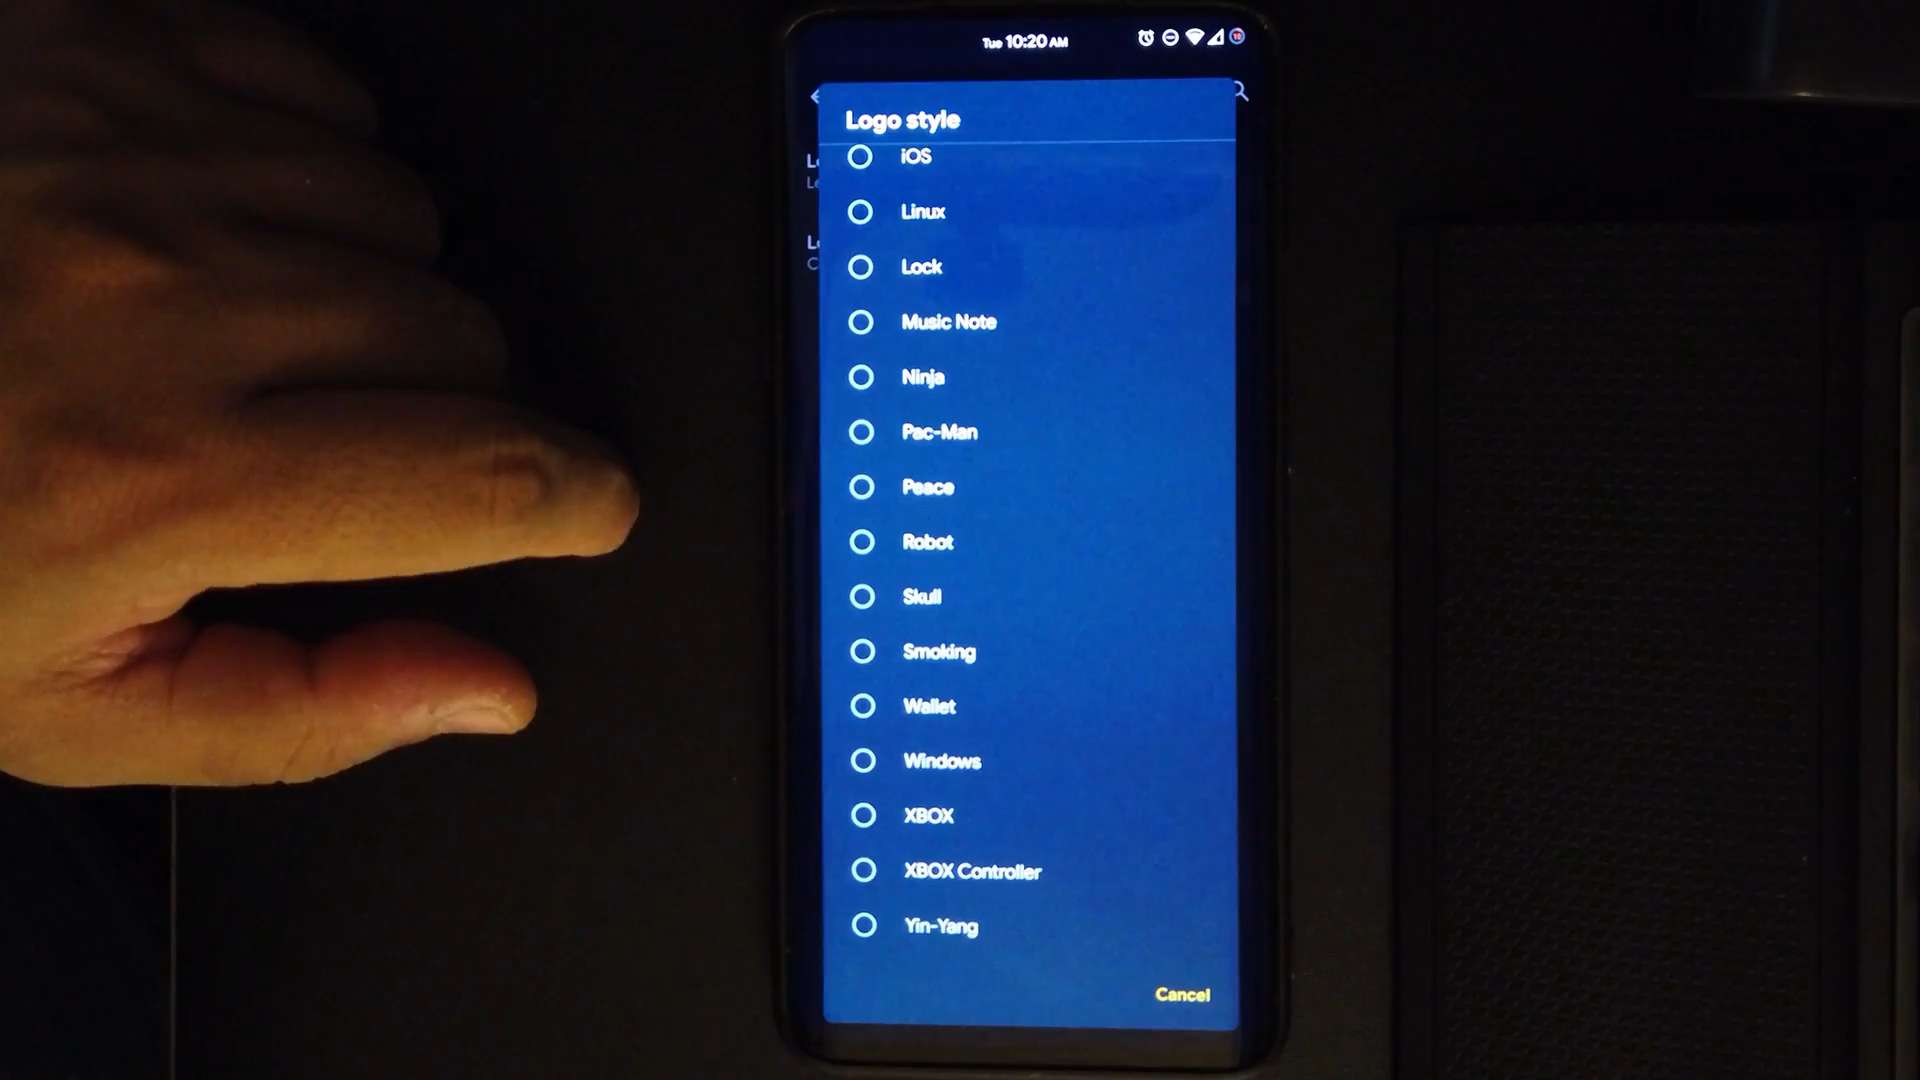 Tue 10:20 AM
Logo style
iOS
Linux
Lock
Music Note
Ninja
Pac-Man
Peace
Robot
Skull
Smoking
Wallet
Windows
XBOX
XBOX Controller
Yin-Yang
Cancel